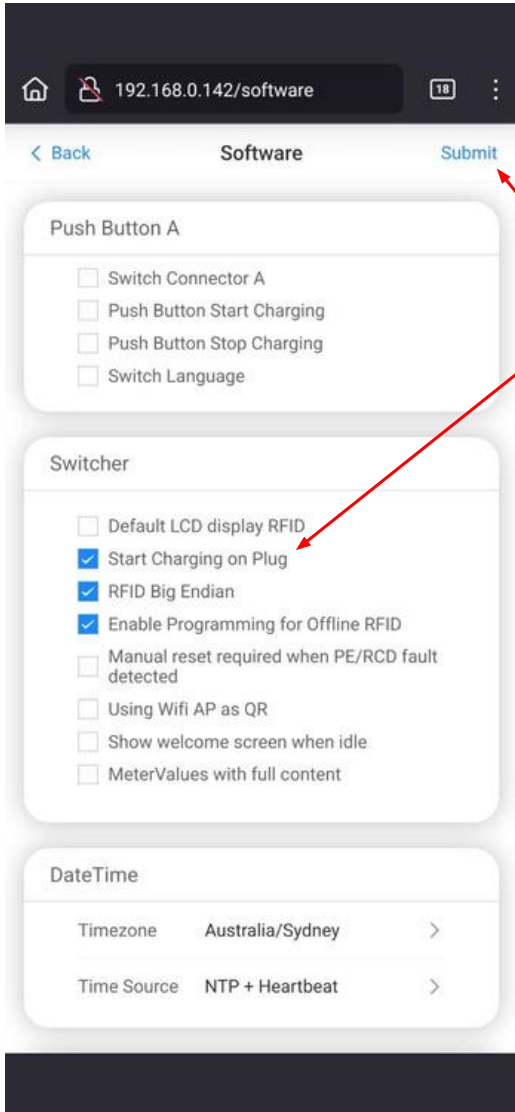 192.168.0.142/software
18
Back Software Submit
Push Button A
Switch Connector A
Push Button Start Charging
Push Button Stop Charging
Switch Language
Switcher
Default LCD display RFID
Start Charging on Plug
RFID Big Endian
Enable Programming for Offline RFID
Manual reset required when PE/RCD fault
detected
Using Wifi AP as QR
Show welcome screen when idle
MeterValues with full content
DateTime
Timezone Australia/Sydney
Time Source NTP + Heartbeat